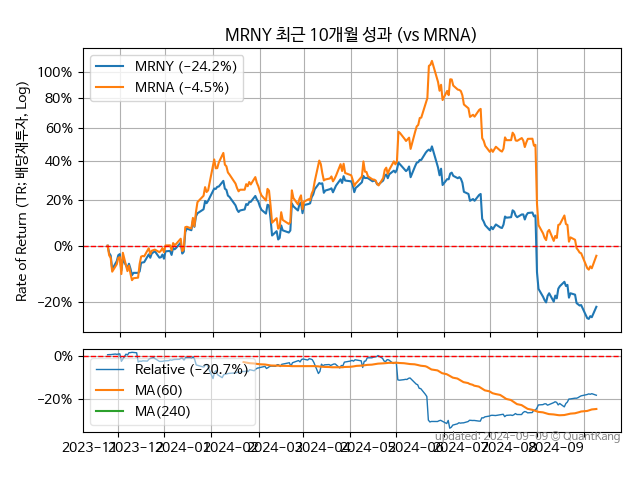 MRNY 최근 10개월 성과 (vs MRNA)
Rate of Return (TR: 배당재투자, Log)
100%
80%
60%
40%
20%
0%
−20%
MRNY (−24.2%)
MRNA (−4.5%)
0%
−20%
Relative (−20.7%)
MA(60)
MA(240)
2023−11
2023−12
2024−01
2024−02
2024−03
2024−04
2024−05
2024−06
2024−07
2024−08
2024−09
updated: 2024−09−09 © QuantKang